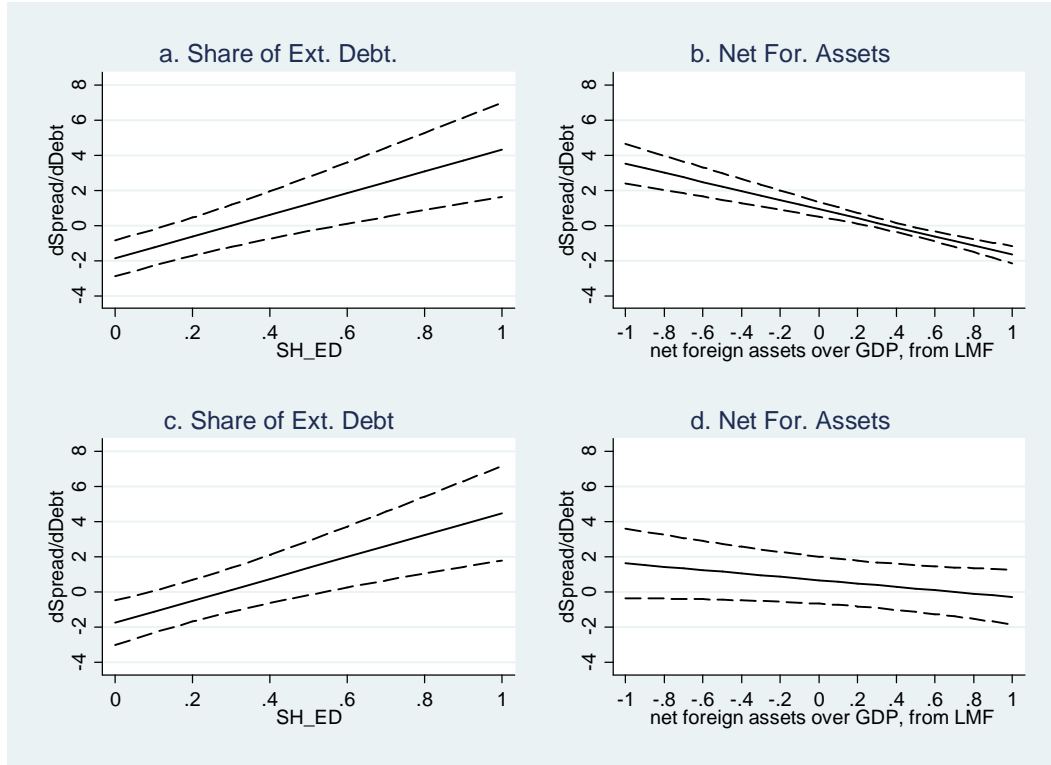 a. Share of Ext. Debt.
dSpread/dDebt
8
6
4
2
0
-2
-4
0 .2 .4 .6 .8 1
SH_ED
b. Net For. Assets
dSpread/dDebt
8
6
4
2
0
-2
-4
-1 -.8 -.6 -.4 -.2 0 .2 .4 .6 .8 1
net foreign assets over GDP, from LMF
c. Share of Ext. Debt
dSpread/dDebt
8
6
4
2
0
-2
-4
0 .2 .4 .6 .8 1
SH_ED
d. Net For. Assets
dSpread/dDebt
8
6
4
2
0
-2
-4
-1 -.8 -.6 -.4 -.2 0 .2 .4 .6 .8 1
net foreign assets over GDP, from LMF